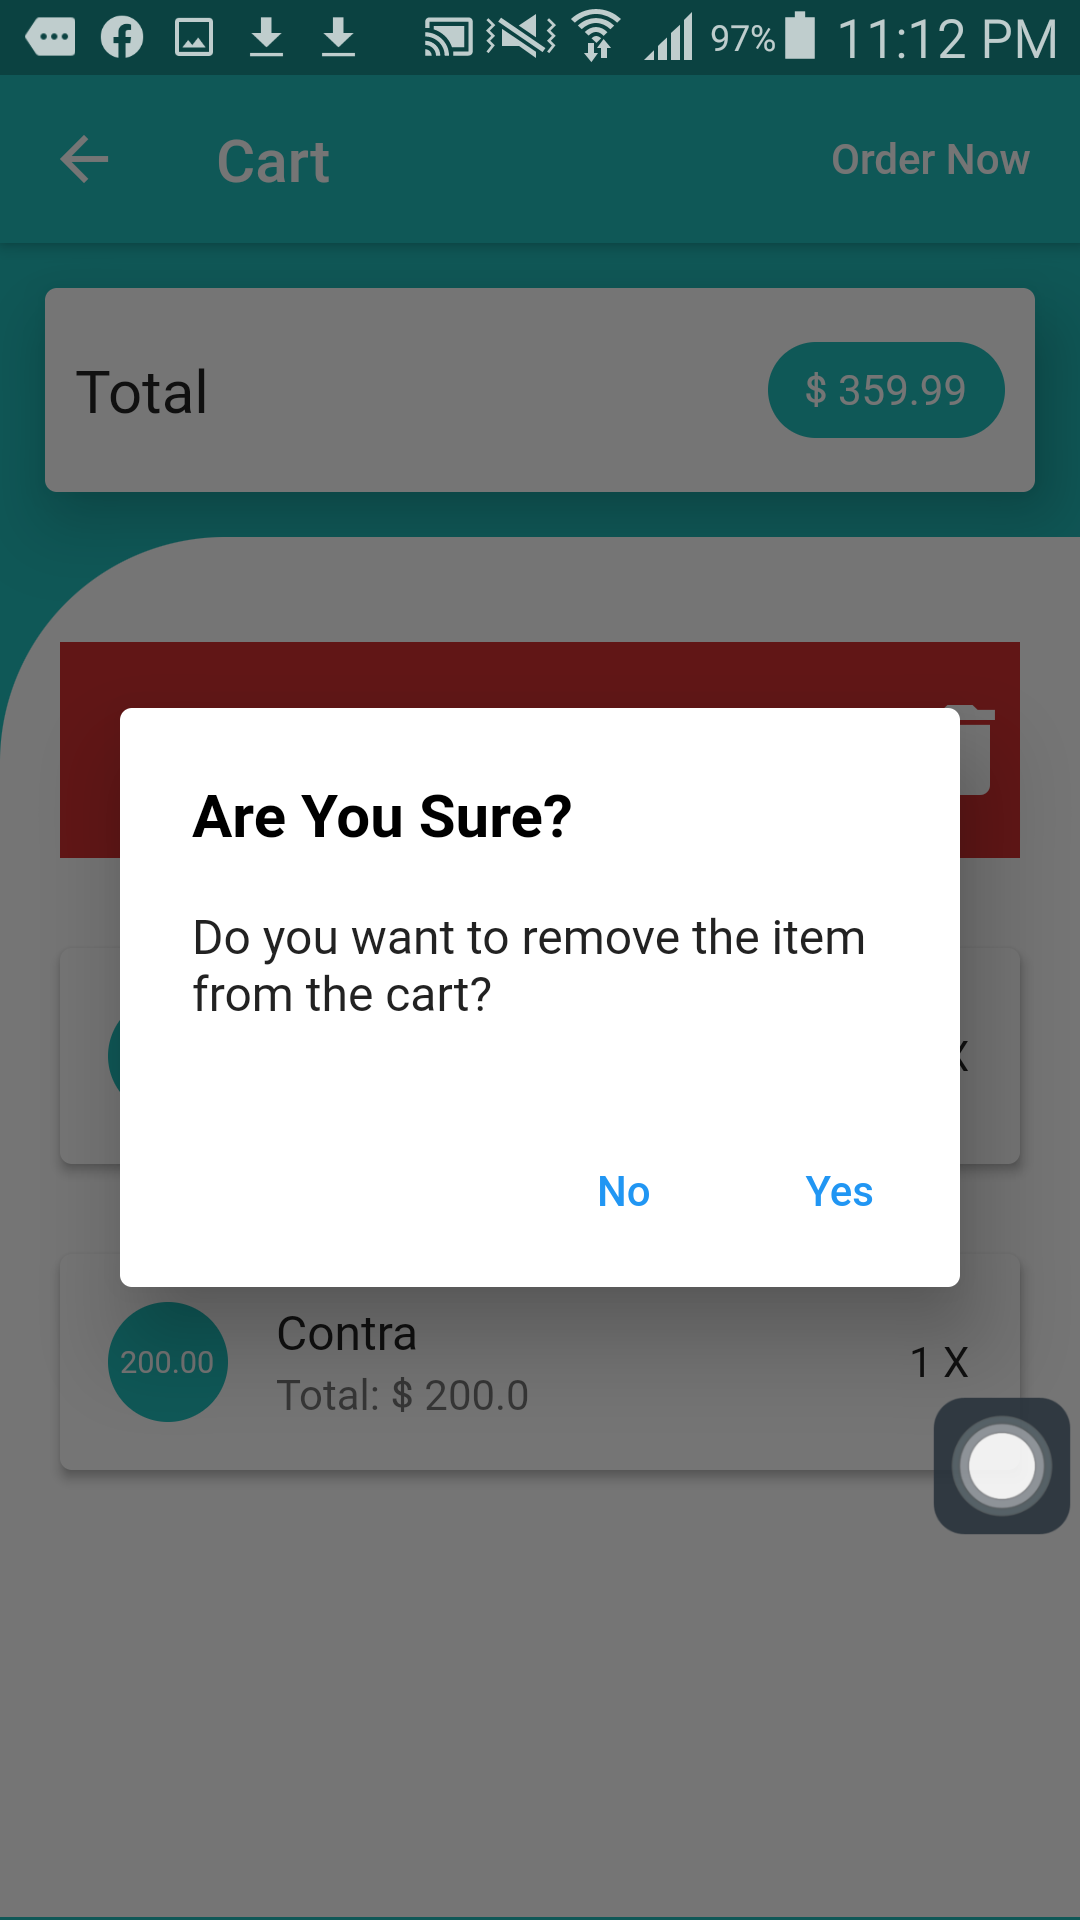 97% 11:12 PM
Cart Order Now
Total $ 359.99
Are You Sure?
Do you want to remove the item
from the cart?
X
No Yes
200.00 Contra 1 X
Total: $ 200.0